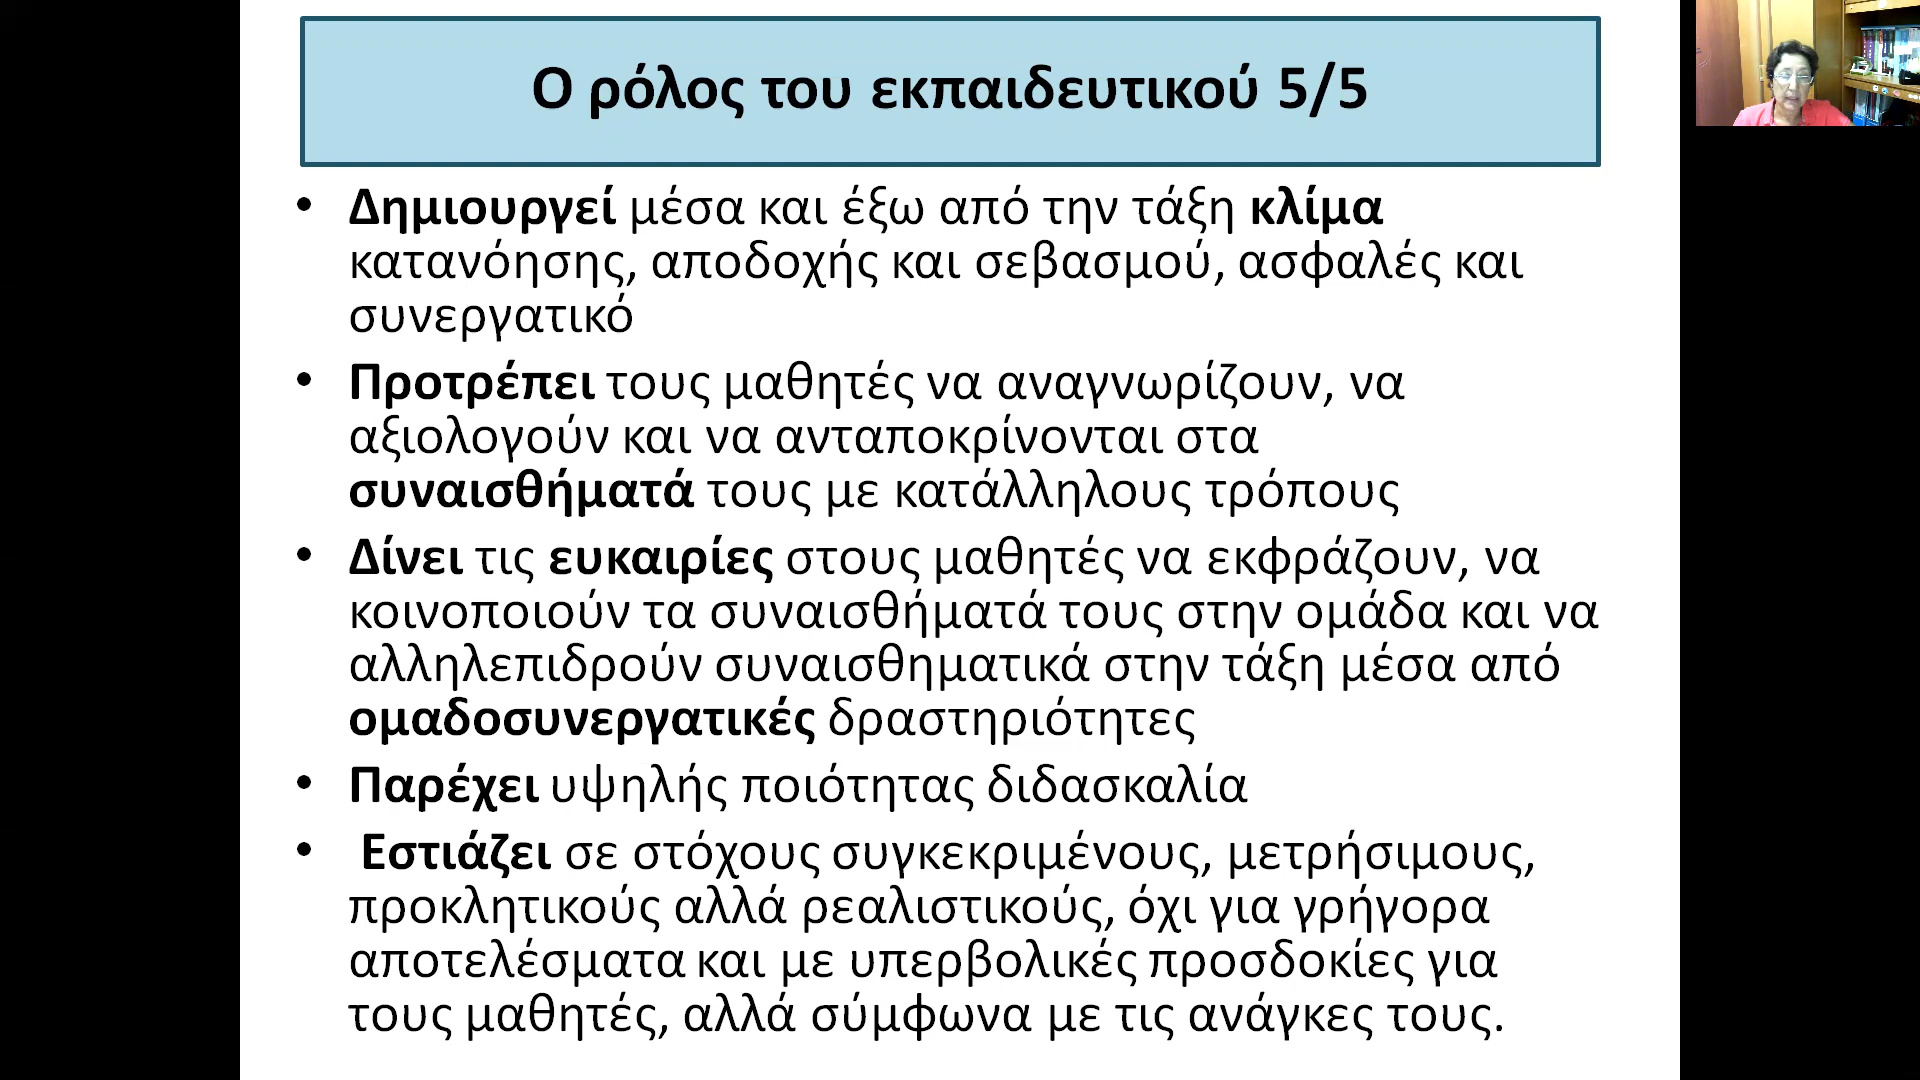 Ο ρόλος του εκπαιδευτικού 5/5
• Δημιουργεί μέσα και έξω από την τάξη κλίμα
κατανόησης, αποδοχής και σεβασμού, ασφαλές και
συνεργατικό
• Προτρέπει τους μαθητές να αναγνωρίζουν, να
αξιολογούν και να ανταποκρίνονται στα
συναισθήματά τους με κατάλληλους τρόπους
• Δίνει τις ευκαιρίες στους μαθητές να εκφράζουν, να
κοινοποιούν τα συναισθήματά τους στην ομάδα και να
αλληλεπιδρούν συναισθηματικά στην τάξη μέσα από
ομαδοσυνεργατικές δραστηριότητες
• Παρέχει υψηλής ποιότητας διδασκαλία
• Εστιάζει σε στόχους συγκεκριμένους, μετρήσιμους,
προκλητικούς αλλά ρεαλιστικούς, όχι για γρήγορα
αποτελέσματα και με υπερβολικές προσδοκίες για
τους μαθητές, αλλά σύμφωνα με τις ανάγκες τους.